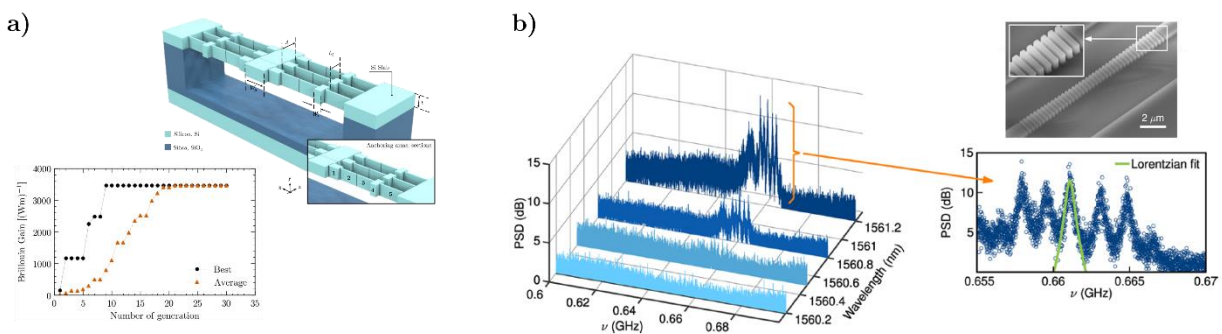 a)
Si Slab
Silicon, Si
Silica, SiO₂
Anchoring arms sections
1 2 3 4 5
Brillouin Gain [(Wm)⁻¹]
4000
3000
2000
1000
0
Best
Average
0 5 10 15 20 25 30 35
Number of generation
b)
PSD (dB)
15
10
5
0
0.6 0.62 0.64 0.66 0.68
ν (GHz)
1561.2
1561
1560.8
1560.6
1560.4
1560.2
Wavelength (nm)
2 μm
PSD (dB)
15
10
5
0
Lorentzian fit
0.655 0.66 0.665 0.67
ν (GHz)